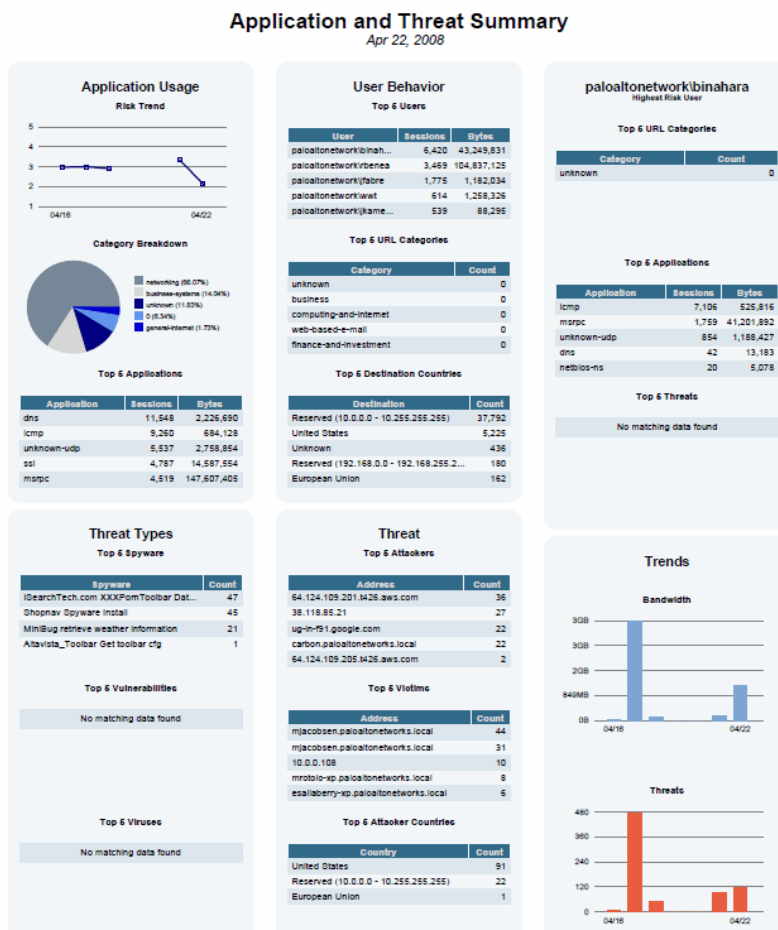 Application and Threat Summary
Apr 22, 2008
Application Usage
Risk Trend
5
4
3
2
1
04/16
04/22
Category Breakdown
networking (66.07%)
business-systems (14.04%)
unknown (11.83%)
0 (6.34%)
general-internet (1.73%)
Top 5 Applications
Application Sessions Bytes
dns 11,548 2,226,690
icmp 9,260 684,128
unknown-udp 5,537 2,758,854
ssl 4,787 14,587,554
msrpc 4,519 147,607,405
User Behavior
Top 5 Users
User Sessions Bytes
paloaltonetwork\binah... 6,420 43,249,831
paloaltonetwork\rbenea 3,469 104,837,125
paloaltonetwork\jfabre 1,775 1,182,034
paloaltonetwork\wwt 614 1,258,326
paloaltonetwork\jkame... 539 88,295
Top 5 URL Categories
Category Count
unknown 0
business 0
computing-and-internet 0
web-based-e-mail 0
finance-and-investment 0
Top 5 Destination Countries
Destination Count
Reserved (10.0.0.0 - 10.255.255.255) 37,792
United States 5,225
Unknown 436
Reserved (192.168.0.0 - 192.168.255.2... 180
European Union 162
paloaltonetwork\binahara
Highest Risk User
Top 5 URL Categories
Category Count
unknown 0
Top 5 Applications
Application Sessions Bytes
icmp 7,106 525,816
msrpc 1,759 41,201,892
unknown-udp 854 1,188,427
dns 42 13,183
netbios-ns 20 5,078
Top 5 Threats
No matching data found
Threat Types
Top 5 Spyware
Spyware Count
ISearchTech.com XXXPornToolbar Dat... 47
Shopnav Spyware Install 45
MiniBug retrieve weather information 21
Altavista_Toolbar Get toolbar cfg 1
Top 5 Vulnerabilities
No matching data found
Top 5 Viruses
No matching data found
Threat
Top 5 Attackers
Address Count
64.124.109.201.t426.aws.com 36
38.118.85.21 27
ug-in-f91.google.com 22
carbon.paloaltonetworks.local 22
64.124.109.205.t426.aws.com 2
Top 5 Victims
Address Count
mjacobsen.paloaltonetworks.local 44
mjacobsen.paloaltonetworks.local 31
10.0.0.108 10
mrotolo-xp.paloaltonetworks.local 8
esallaberry-xp.paloaltonetworks.local 6
Top 5 Attacker Countries
Country Count
United States 91
Reserved (10.0.0.0 - 10.255.255.255) 22
European Union 1
Trends
Bandwidth
3GB
3GB
2GB
849MB
0B
04/16
04/22
Threats
480
360
240
120
0
04/16
04/22